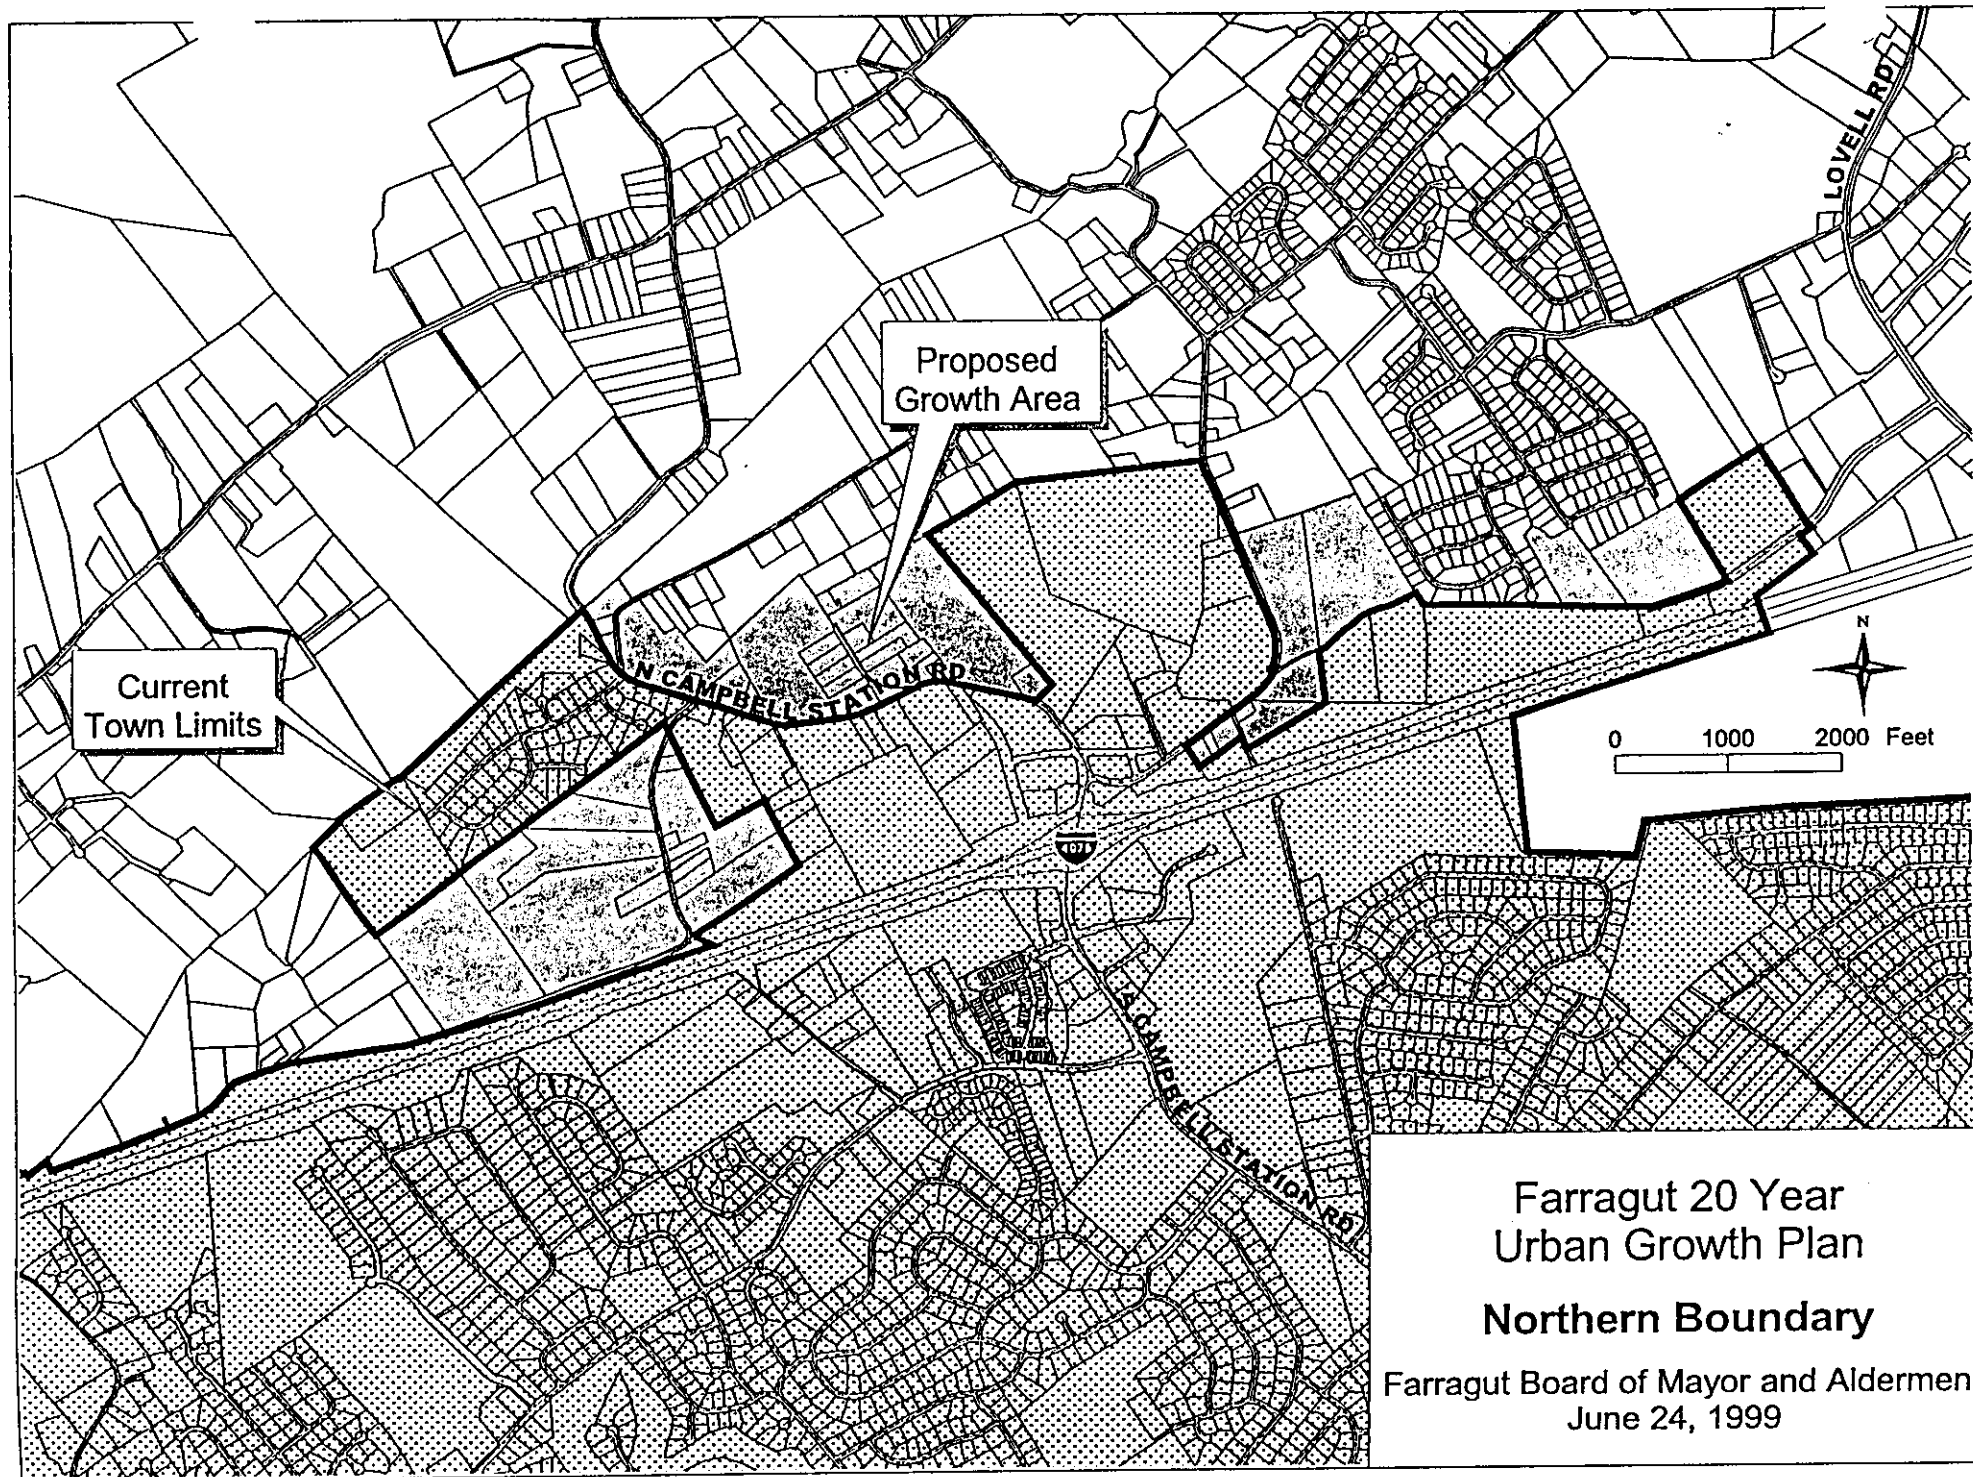 LOVELL RD
Proposed
Growth Area
N CAMPBELL STATION RD
Current
Town Limits
N
0 1000 2000 Feet
CAMPBELL STATION RD
Farragut 20 Year
Urban Growth Plan
Northern Boundary
Farragut Board of Mayor and Aldermen
June 24, 1999